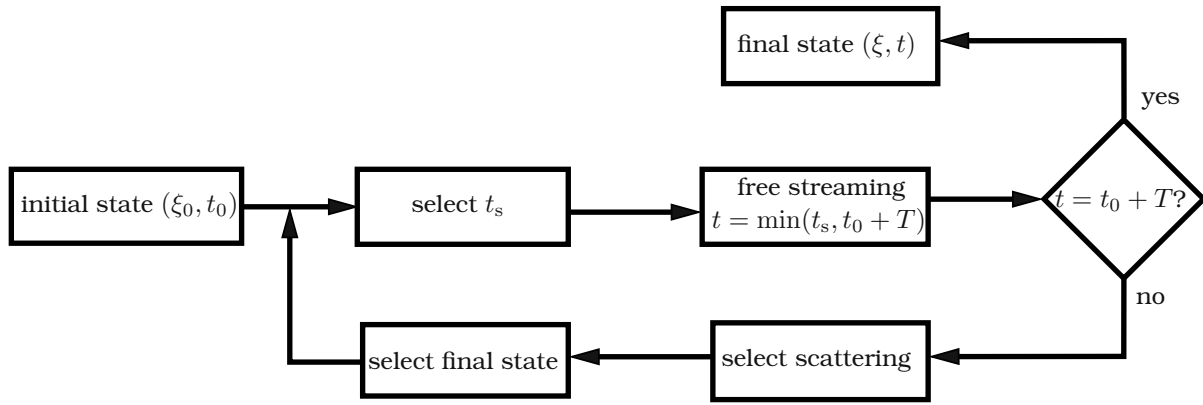 final state (ξ, t)
yes
initial state (ξ₀, t₀)
select tₛ
free streaming
t = min(tₛ, t₀ + T)
t = t₀ + T?
no
select final state
select scattering